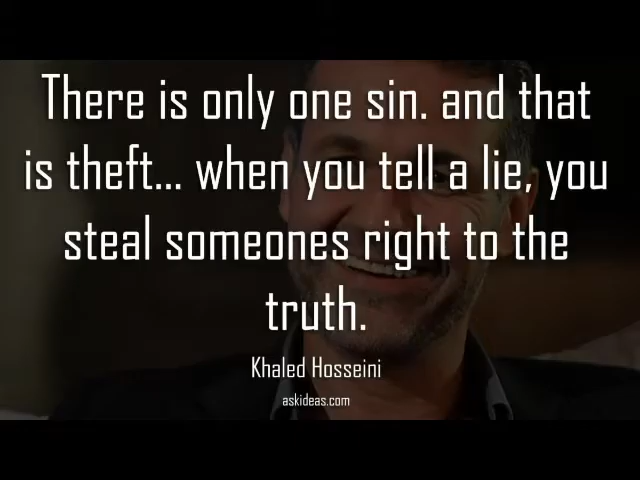 There is only one sin. and that
is theft... when you tell a lie, you
steal someones right to the
truth.
Khaled Hosseini
askideas.com